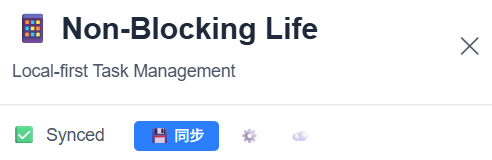 Non-Blocking Life
Local-first Task Management
Synced
同步